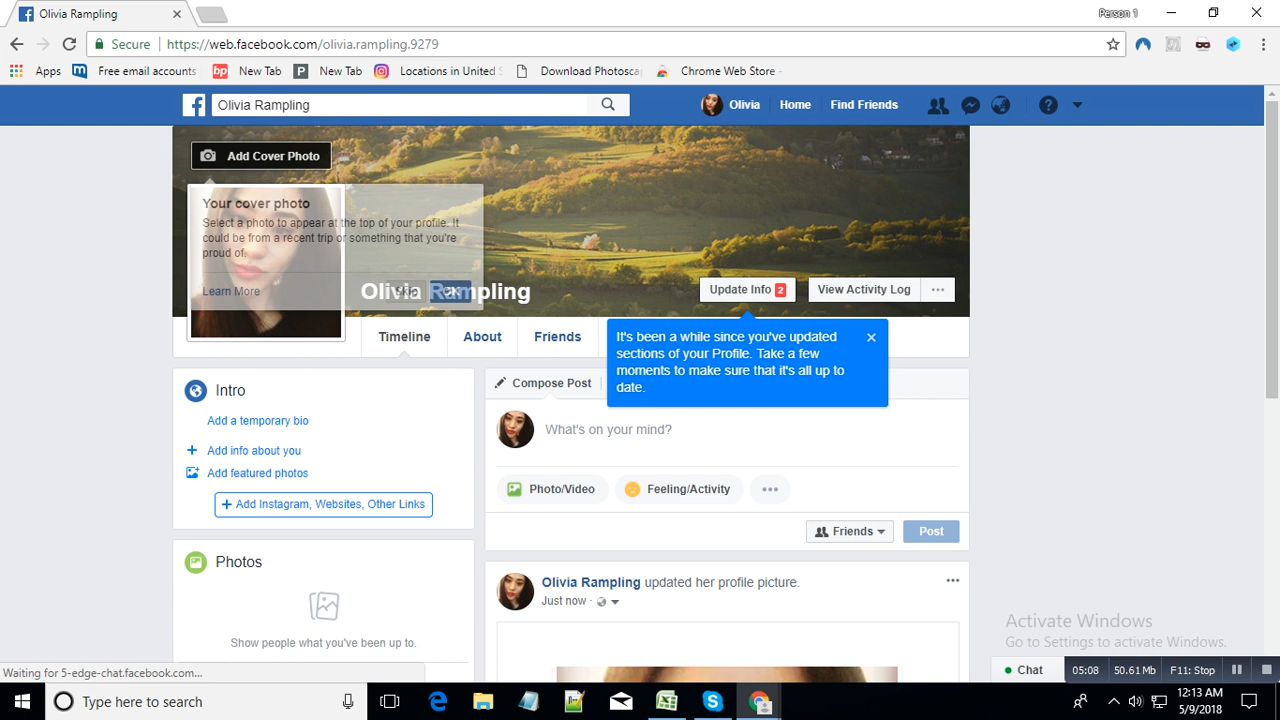 Olivia Rampling
Person 1
Secure
https://web.facebook.com/olivia.rampling.9279
Apps
Free email accounts
bp
New Tab
P
New Tab
Locations in United S
Download Photosca
Chrome Web Store -
Olivia Rampling
Olivia
Home
Find Friends
Add Cover Photo
Your cover photo
Select a photo to appear at the top of your profile. It
could be from a recent trip or something that you're
proud of.
Learn More
Olivia Rampling
Update Info 2
View Activity Log
Timeline
About
Friends
It's been a while since you've updated
sections of your Profile. Take a few
moments to make sure that it's all up to
date.
Intro
Add a temporary bio
Add info about you
Add featured photos
+ Add Instagram, Websites, Other Links
Compose Post
What's on your mind?
Photo/Video
Feeling/Activity
Friends
Post
Photos
Show people what you've been up to.
Olivia Rampling updated her profile picture.
Just now ·
Activate Windows
Go to Settings to activate Windows.
Waiting for 5-edge-chat.facebook.com...
Chat
05:08
50.61Mb
F11: Stop
Type here to search
12:13 AM
5/9/2018